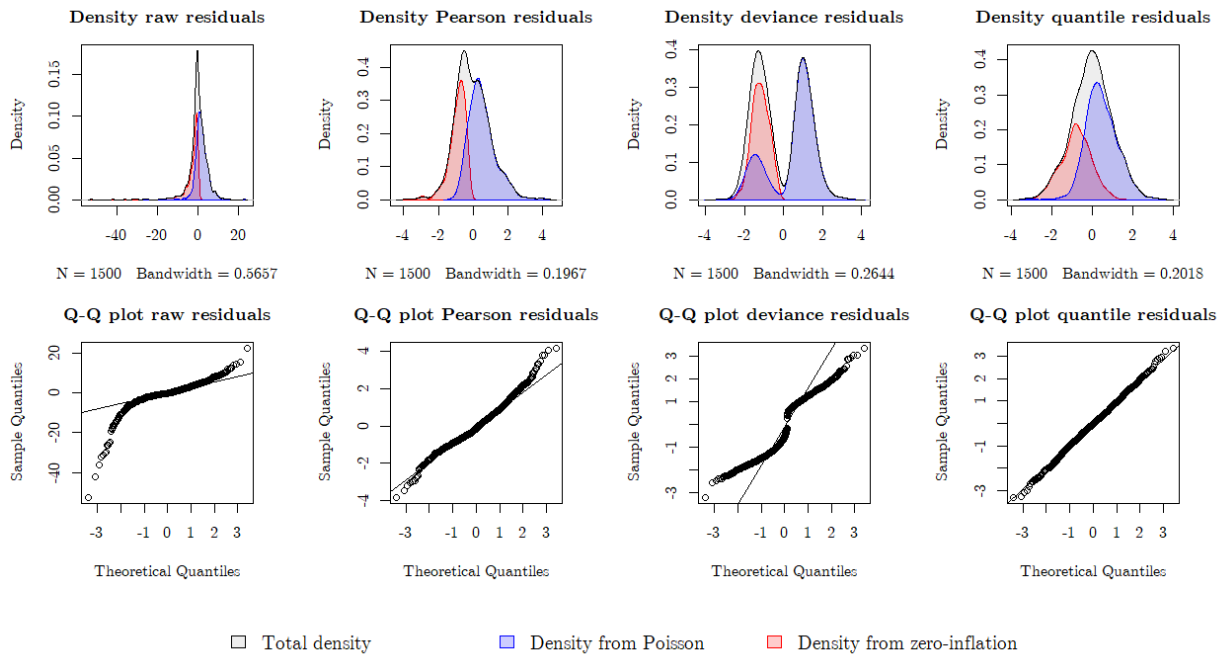 Density raw residuals
Density Pearson residuals
Density deviance residuals
Density quantile residuals
Density
0.00 0.05 0.10 0.15
-40 -20 0 20
N = 1500 Bandwidth = 0.5657
Density
0.0 0.1 0.2 0.3 0.4
-4 -2 0 2 4
N = 1500 Bandwidth = 0.1967
Density
0.0 0.1 0.2 0.3 0.4
-4 -2 0 2 4
N = 1500 Bandwidth = 0.2644
Density
0.0 0.1 0.2 0.3 0.4
-4 -2 0 2 4
N = 1500 Bandwidth = 0.2018
Q-Q plot raw residuals
Q-Q plot Pearson residuals
Q-Q plot deviance residuals
Q-Q plot quantile residuals
Sample Quantiles
-40 -20 0 20
-3 -1 0 1 2 3
Theoretical Quantiles
Sample Quantiles
-4 -2 0 2 4
-3 -1 0 1 2 3
Theoretical Quantiles
Sample Quantiles
-3 -1 1 2 3
-3 -1 0 1 2 3
Theoretical Quantiles
Sample Quantiles
-3 -1 1 2 3
-3 -1 0 1 2 3
Theoretical Quantiles
Total density
Density from Poisson
Density from zero-inflation